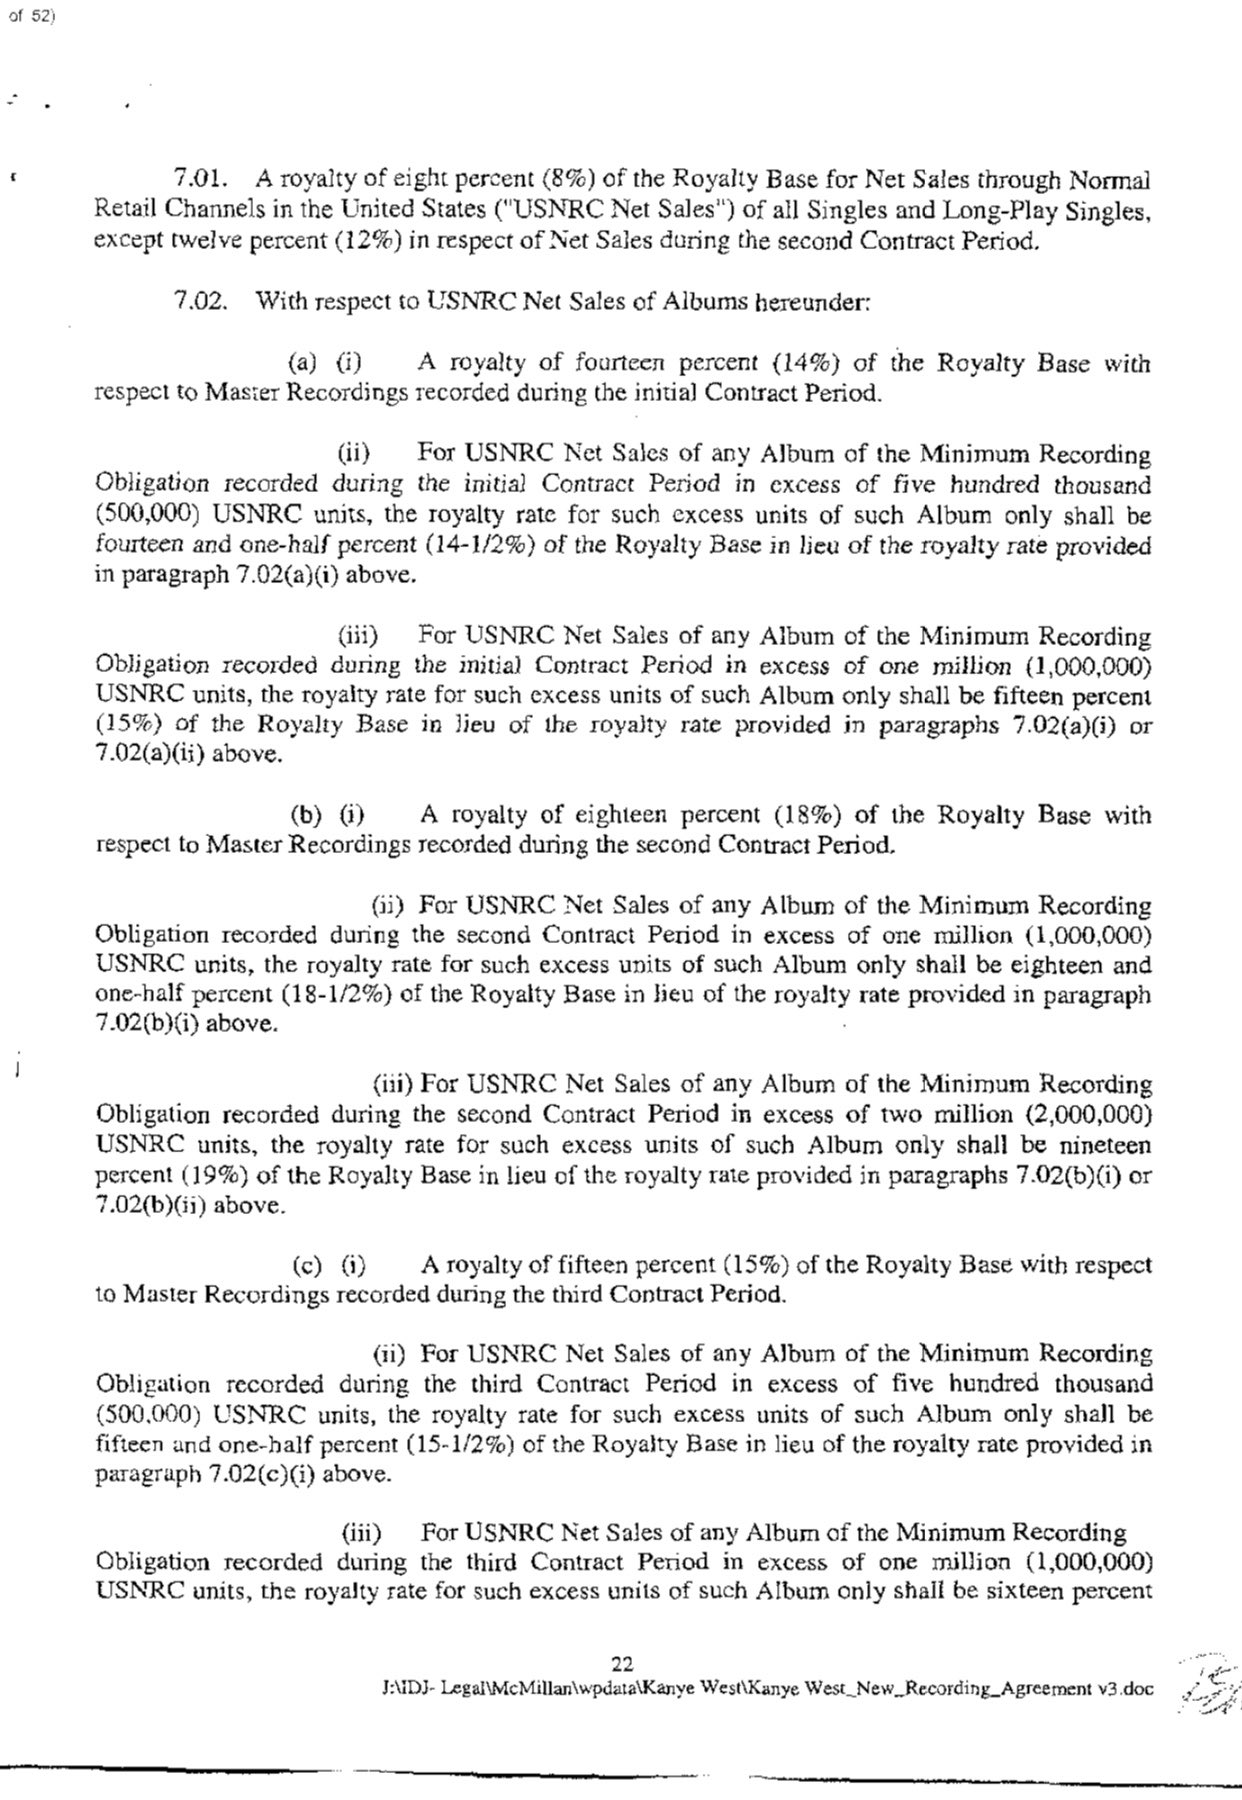 of 52)
7.01. A royalty of eight percent (8%) of the Royalty Base for Net Sales through Normal
Retail Channels in the United States ("USNRC Net Sales") of all Singles and Long-Play Singles,
except twelve percent (12%) in respect of Net Sales during the second Contract Period.
7.02. With respect to USNRC Net Sales of Albums hereunder:
(a) (i) A royalty of fourteen percent (14%) of the Royalty Base with
respect to Master Recordings recorded during the initial Contract Period.
(ii) For USNRC Net Sales of any Album of the Minimum Recording
Obligation recorded during the initial Contract Period in excess of five hundred thousand
(500,000) USNRC units, the royalty rate for such excess units of such Album only shall be
fourteen and one-half percent (14-1/2%) of the Royalty Base in lieu of the royalty rate provided
in paragraph 7.02(a)(i) above.
(iii) For USNRC Net Sales of any Album of the Minimum Recording
Obligation recorded during the initial Contract Period in excess of one million (1,000,000)
USNRC units, the royalty rate for such excess units of such Album only shall be fifteen percent
(15%) of the Royalty Base in lieu of the royalty rate provided in paragraphs 7.02(a)(i) or
7.02(a)(ii) above.
(b) (i) A royalty of eighteen percent (18%) of the Royalty Base with
respect to Master Recordings recorded during the second Contract Period.
(ii) For USNRC Net Sales of any Album of the Minimum Recording
Obligation recorded during the second Contract Period in excess of one million (1,000,000)
USNRC units, the royalty rate for such excess units of such Album only shall be eighteen and
one-half percent (18-1/2%) of the Royalty Base in lieu of the royalty rate provided in paragraph
7.02(b)(i) above.
(iii) For USNRC Net Sales of any Album of the Minimum Recording
Obligation recorded during the second Contract Period in excess of two million (2,000,000)
USNRC units, the royalty rate for such excess units of such Album only shall be nineteen
percent (19%) of the Royalty Base in lieu of the royalty rate provided in paragraphs 7.02(b)(i) or
7.02(b)(ii) above.
(c) (i) A royalty of fifteen percent (15%) of the Royalty Base with respect
to Master Recordings recorded during the third Contract Period.
(ii) For USNRC Net Sales of any Album of the Minimum Recording
Obligation recorded during the third Contract Period in excess of five hundred thousand
(500,000) USNRC units, the royalty rate for such excess units of such Album only shall be
fifteen and one-half percent (15-1/2%) of the Royalty Base in lieu of the royalty rate provided in
paragraph 7.02(c)(i) above.
(iii) For USNRC Net Sales of any Album of the Minimum Recording
Obligation recorded during the third Contract Period in excess of one million (1,000,000)
USNRC units, the royalty rate for such excess units of such Album only shall be sixteen percent
22
J:\IDJ- Legal\McMillan\wpdata\Kanye West\Kanye West_New_Recording_Agreement v3.doc